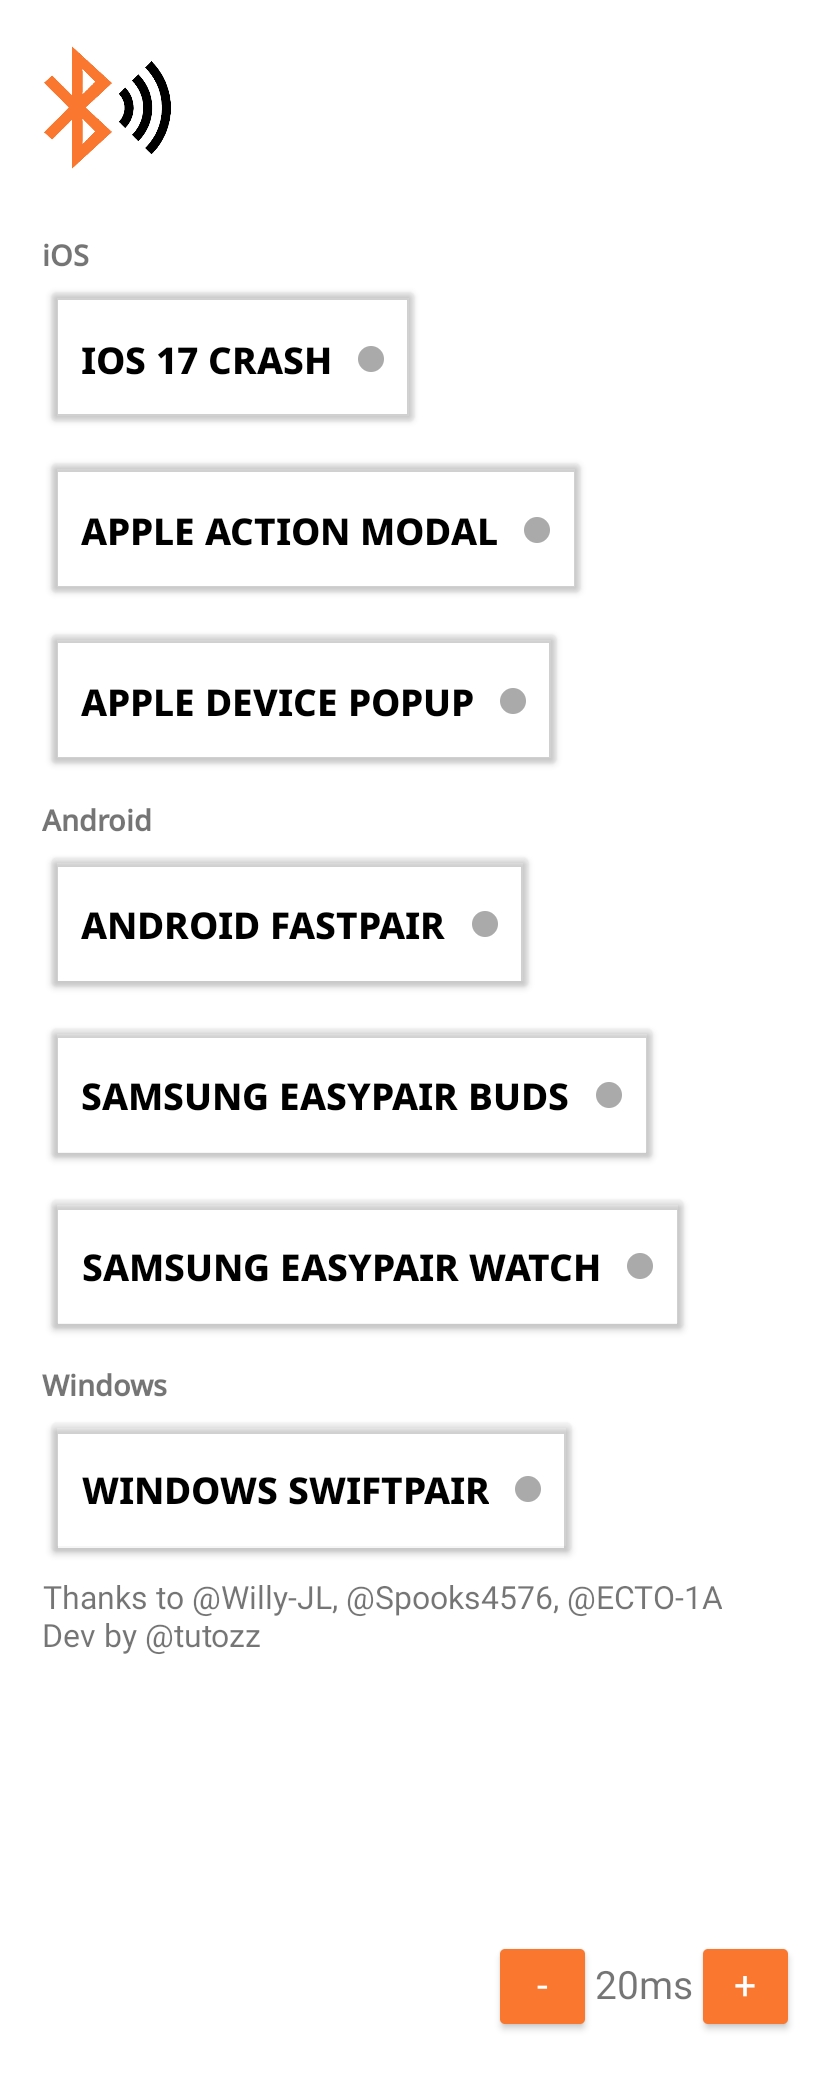 iOS
IOS 17 CRASH
APPLE ACTION MODAL
APPLE DEVICE POPUP
Android
ANDROID FASTPAIR
SAMSUNG EASYPAIR BUDS
SAMSUNG EASYPAIR WATCH
Windows
WINDOWS SWIFTPAIR
Thanks to @Willy-JL, @Spooks4576, @ECTO-1A
Dev by @tutozz
- 20ms +